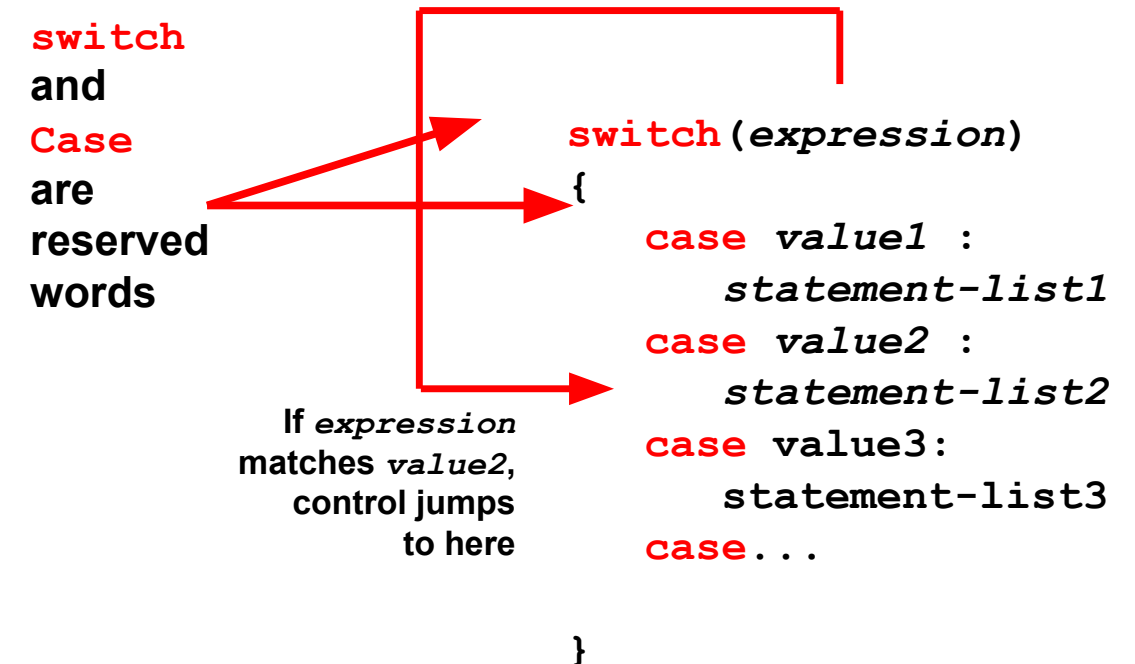 switch
and
Case
are
reserved
words
switch(expression)
{
case value1 :
statement-list1
case value2 :
statement-list2
case value3:
statement-list3
case...
}
If expression
matches value2,
control jumps
to here